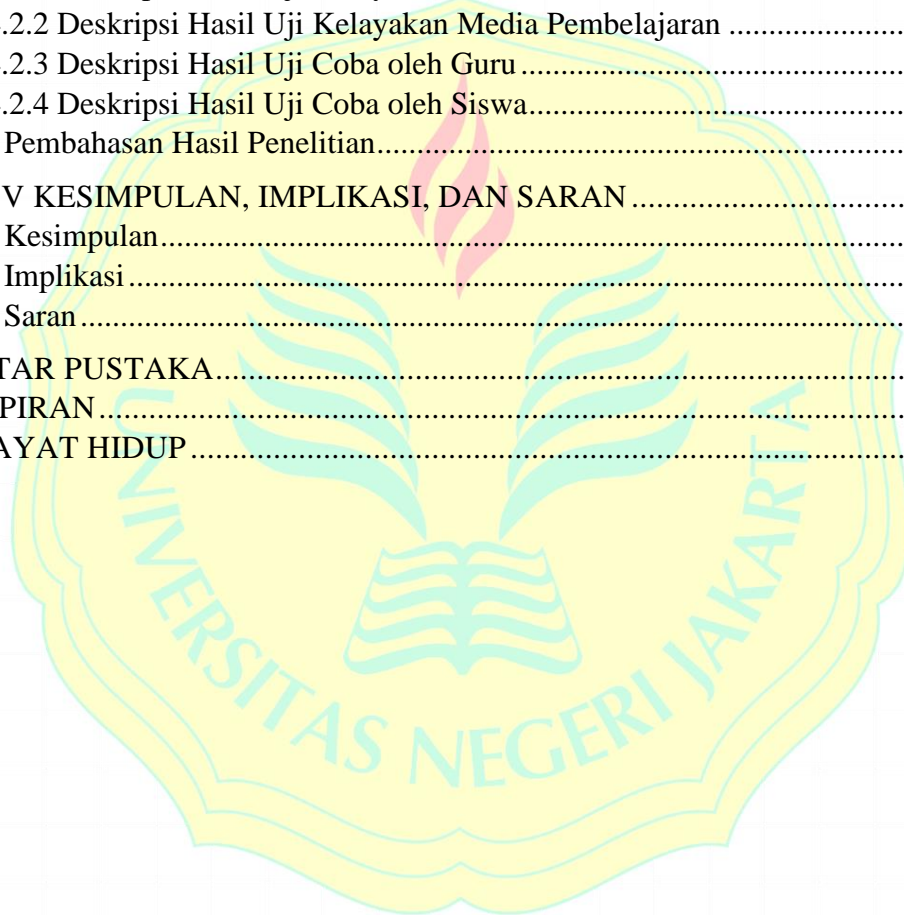 .2.2 Deskripsi Hasil Uji Kelayakan Media Pembelajaran ........................
.2.3 Deskripsi Hasil Uji Coba oleh Guru ..................................................
.2.4 Deskripsi Hasil Uji Coba oleh Siswa.................................................
Pembahasan Hasil Penelitian....................................................................
V KESIMPULAN, IMPLIKASI, DAN SARAN ....................................
Kesimpulan...............................................................................................
Implikasi ...................................................................................................
Saran .........................................................................................................
TAR PUSTAKA.........................................................................................
PIRAN ........................................................................................................
AYAT HIDUP ............................................................................................
UNIVERSITAS NEGERI JAKARTA